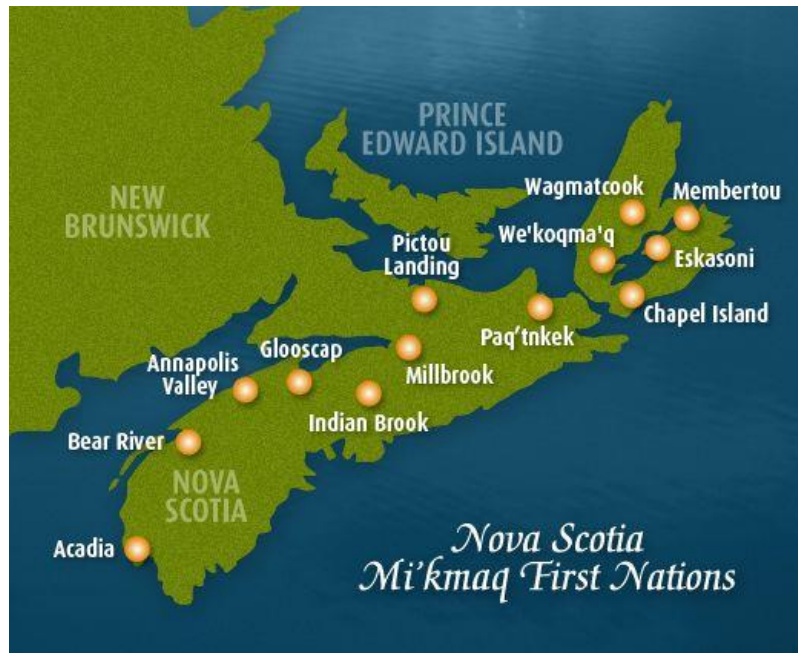 PRINCE
EDWARD ISLAND
NEW
BRUNSWICK
Wagmatcook
Membertou
We'koqma'q
Pictou
Landing
Eskasoni
Chapel Island
Paq'tnkek
Glooscap
Annapolis
Valley
Millbrook
Indian Brook
Bear River
NOVA
SCOTIA
Acadia
Nova Scotia
Mi'kmaq First Nations